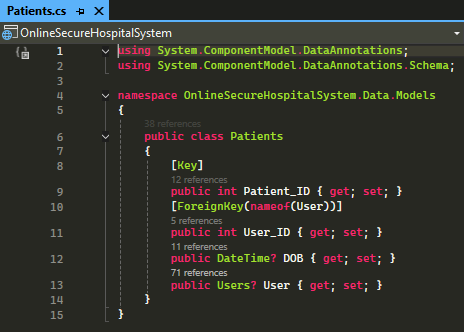 Patients.cs
OnlineSecureHospitalSystem
1 using System.ComponentModel.DataAnnotations;
2 using System.ComponentModel.DataAnnotations.Schema;
3
4 namespace OnlineSecureHospitalSystem.Data.Models
5 {
38 references
6 public class Patients
7 {
8 [Key]
12 references
9 public int Patient_ID { get; set; }
10 [ForeignKey(nameof(User))]
5 references
11 public int User_ID { get; set; }
11 references
12 public DateTime? DOB { get; set; }
71 references
13 public Users? User { get; set; }
14 }
15 }